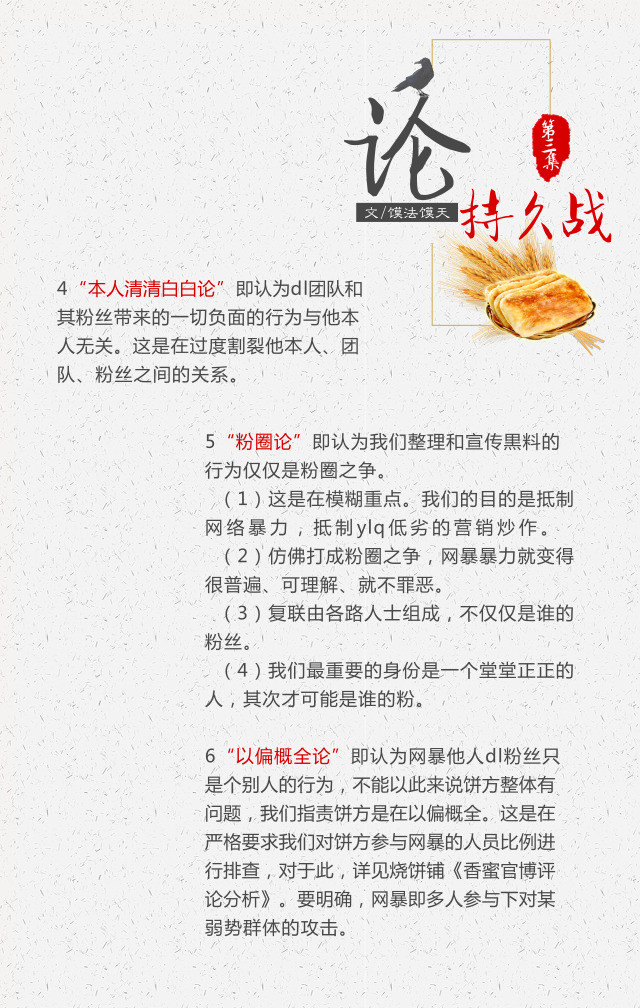 论
第三集
文/馍法馍天
持久战
4“本人清清白白论”即认为dl团队和
其粉丝带来的一切负面的行为与他本
人无关。这是在过度割裂他本人、团
队、粉丝之间的关系。
5“粉圈论”即认为我们整理和宣传黑料的
行为仅仅是粉圈之争。
（1）这是在模糊重点。我们的目的是抵制
网络暴力，抵制ylq低劣的营销炒作。
（2）仿佛打成粉圈之争，网暴暴力就变得
很普遍、可理解、就不罪恶。
（3）复联由各路人士组成，不仅仅是谁的
粉丝。
（4）我们最重要的身份是一个堂堂正正的
人，其次才可能是谁的粉。
6“以偏概全论”即认为网暴他人dl粉丝只
是个别人的行为，不能以此来说饼方整体有
问题，我们指责饼方是在以偏概全。这是在
严格要求我们对饼方参与网暴的人员比例进
行排查，对于此，详见烧饼铺《香蜜官博评
论分析》。要明确，网暴即多人参与下对某
弱势群体的攻击。